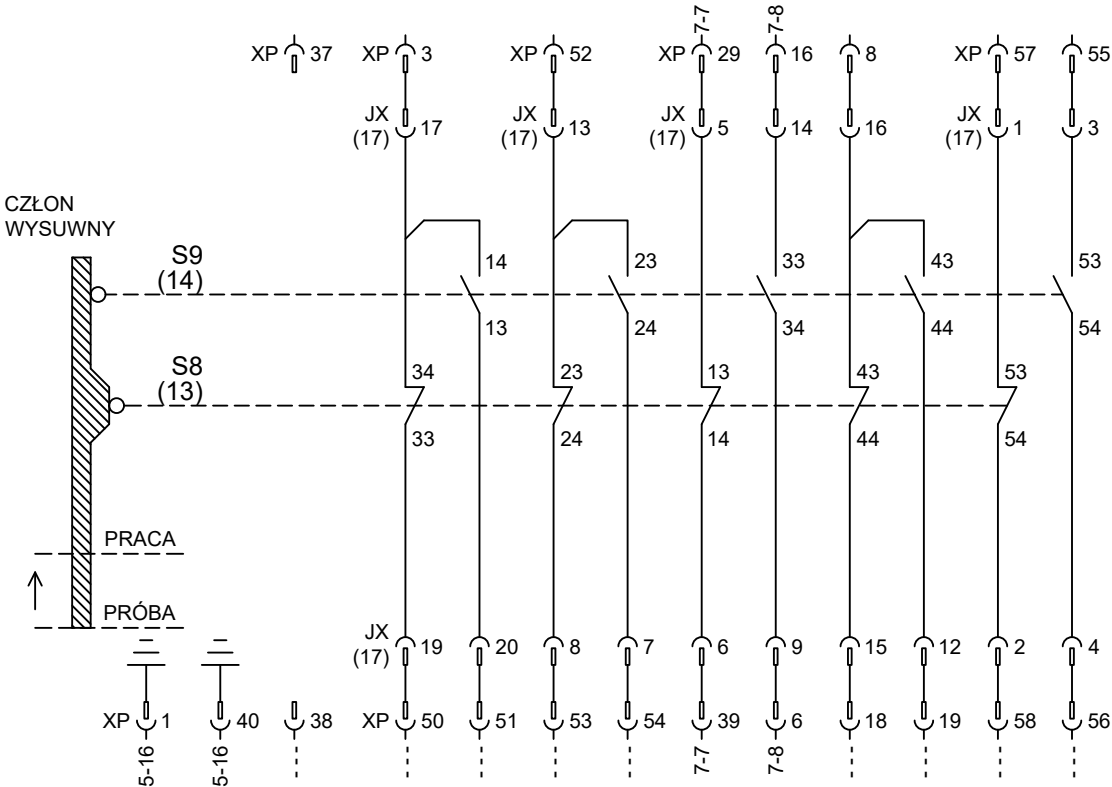 7-7 7-8
XP 37 XP 3 XP 52 XP 29 16 8 XP 57 55
JX JX JX JX
(17) 17 (17) 13 (17) 5 14 16 (17) 1 3
CZŁON
WYSUWNY
S9
(14)
14 23 33 43 53
13 24 34 44 54
S8
(13)
34 23 13 43 53
33 24 14 44 54
PRACA
PRÓBA
JX
(17) 19 20 8 7 6 9 15 12 2 4
XP 1 40 38 XP 50 51 53 54 39 6 18 19 58 56
5-16 5-16 7-7 7-8